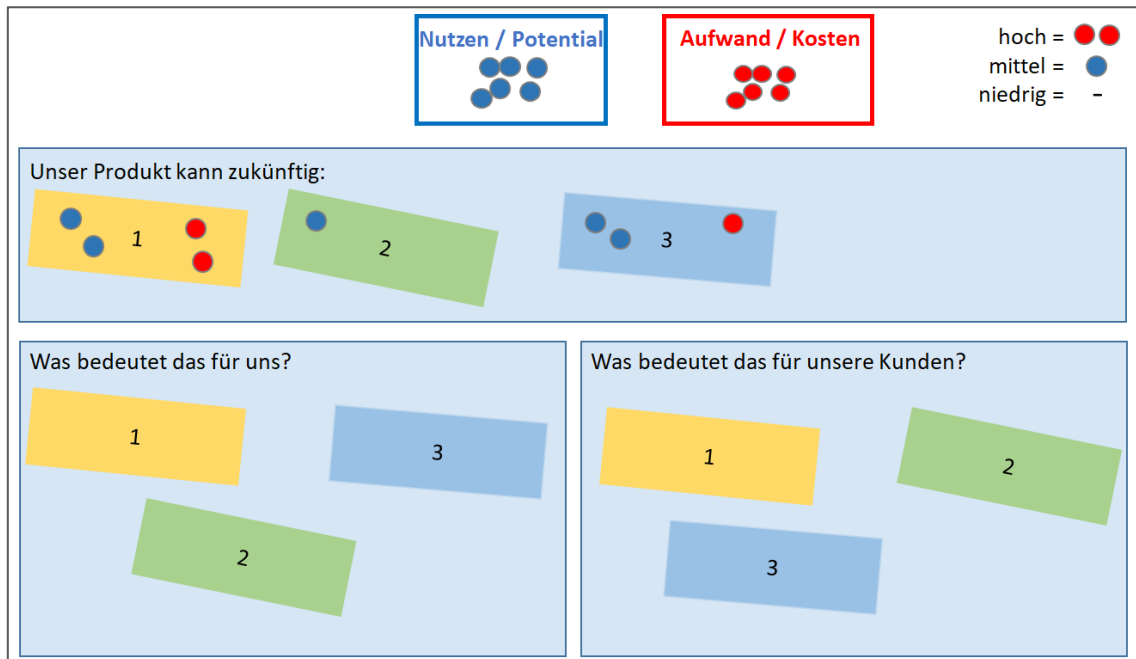 Nutzen / Potential
Aufwand / Kosten
hoch =
mittel =
niedrig = -
Unser Produkt kann zukünftig:
1
2
3
Was bedeutet das für uns?
1
3
2
Was bedeutet das für unsere Kunden?
1
2
3